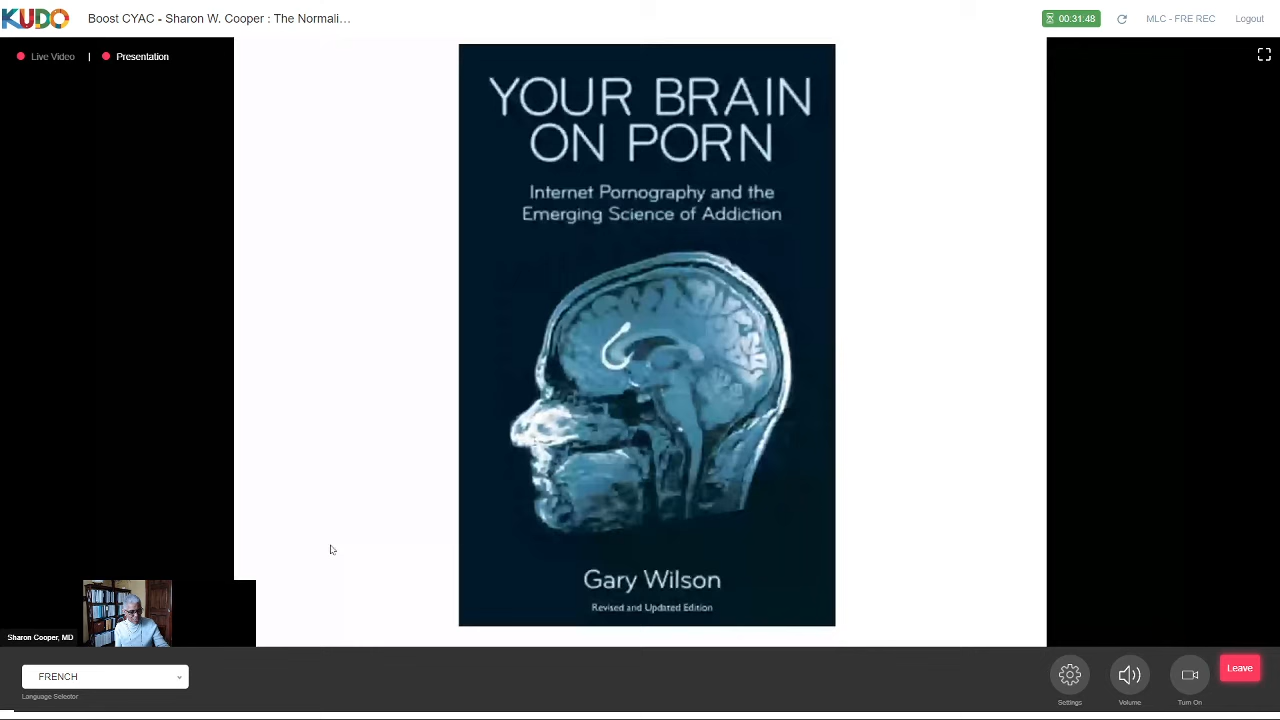 KUDO
Boost CYAC - Sharon W. Cooper : The Normali...
00:31:48
MLC - FRE REC
Logout
Live Video | Presentation
YOUR BRAIN
ON PORN
Internet Pornography and the
Emerging Science of Addiction
Gary Wilson
Revised and Updated Edition
Sharon Cooper, MD
FRENCH
Language Selector
Settings
Volume
Turn On
Leave